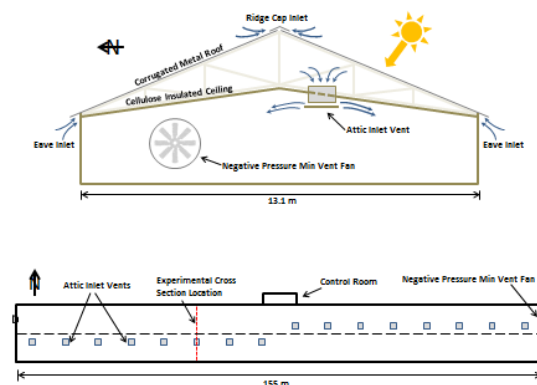 Ridge Cap Inlet
N
Corrugated Metal Roof
Cellulose Insulated Ceiling
Eave Inlet
Attic Inlet Vent
Eave Inlet
Negative Pressure Min Vent Fan
13.1 m
N
Attic Inlet Vents
Experimental Cross
Section Location
Control Room
Negative Pressure Min Vent Fan
155 m